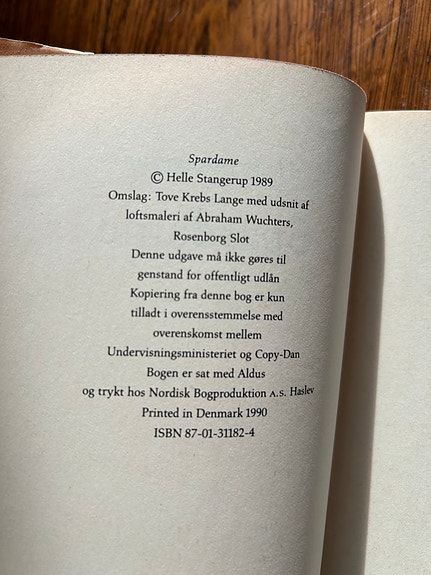 Spardame
© Helle Stangerup 1989
Omslag: Tove Krebs Lange med udsnit af
loftsmaleri af Abraham Wuchters,
Rosenborg Slot
Denne udgave må ikke gøres til
genstand for offentligt udlån
Kopiering fra denne bog er kun
tilladt i overensstemmelse med
overenskomst mellem
Undervisningsministeriet og Copy-Dan
Bogen er sat med Aldus
og trykt hos Nordisk Bogproduktion A.S. Haslev
Printed in Denmark 1990
ISBN 87-01-31182-4